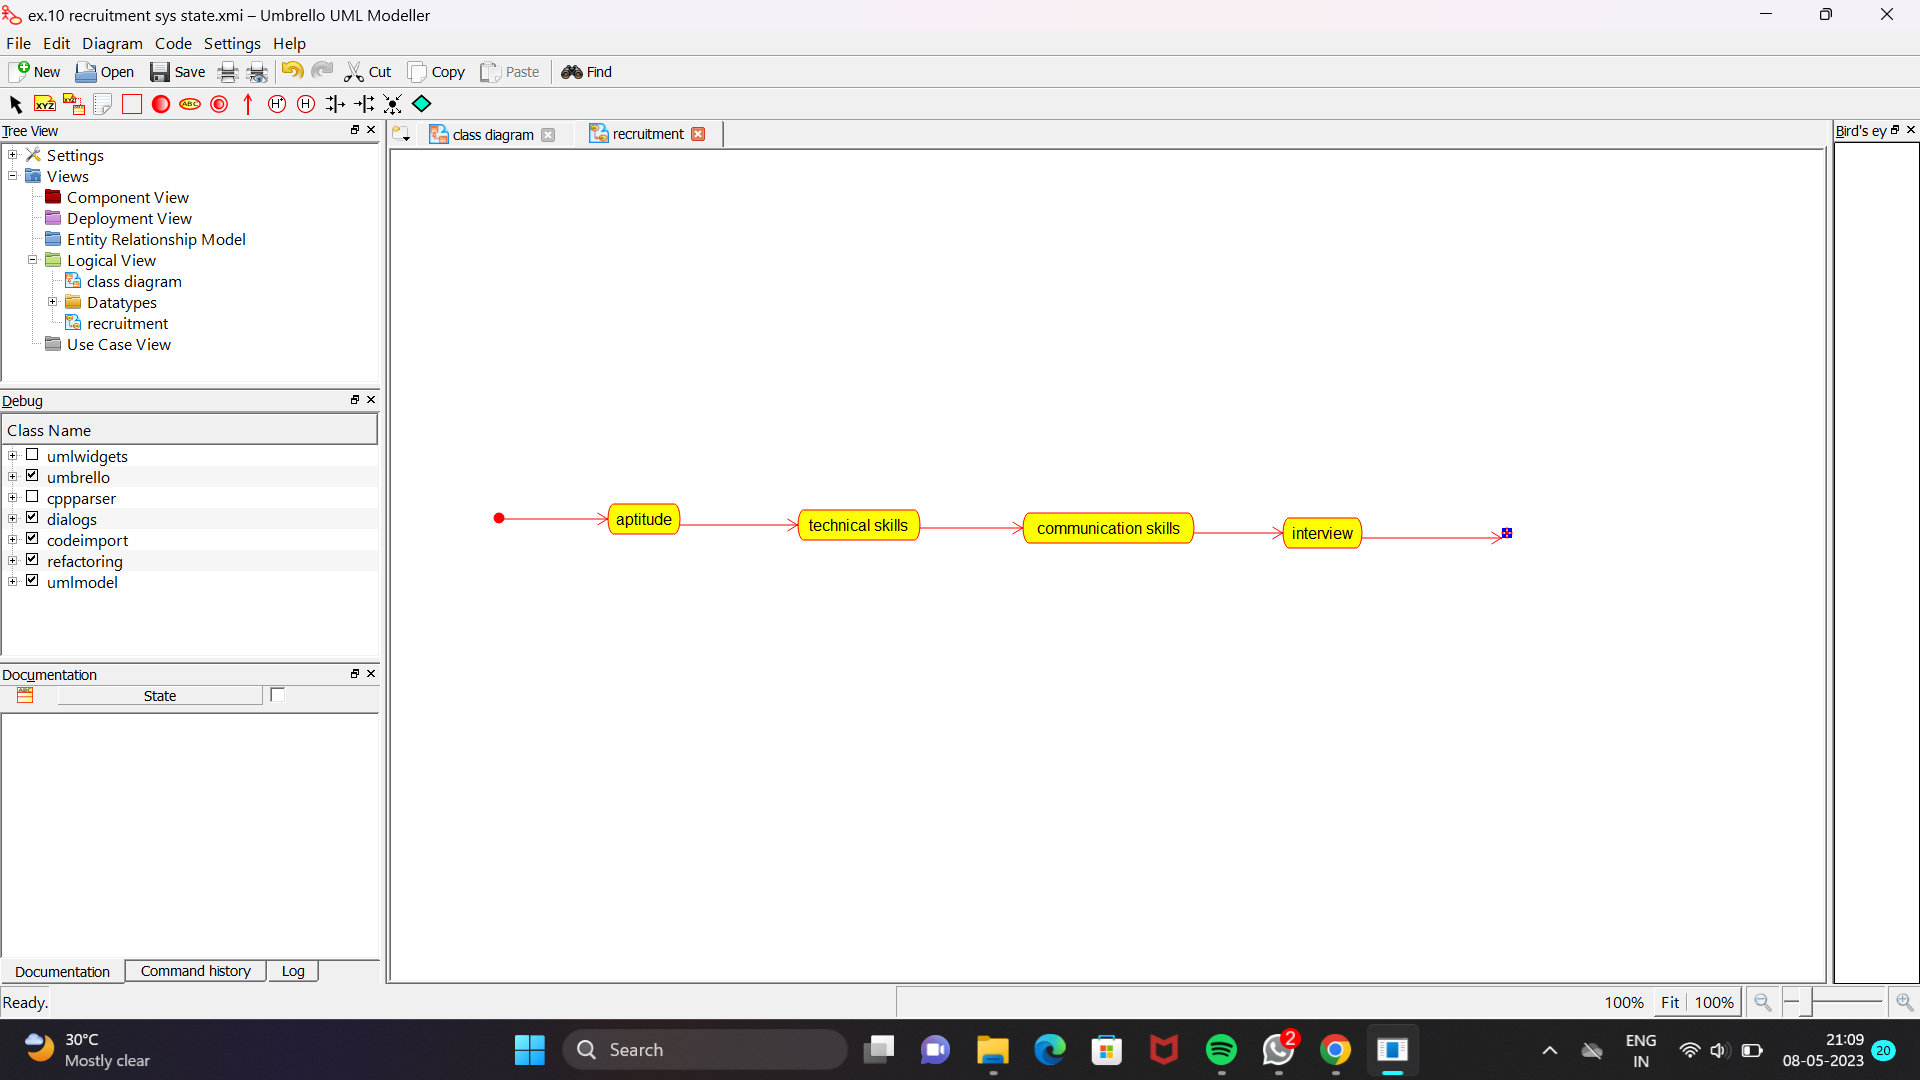 ex.10 recruitment sys state.xmi – Umbrello UML Modeller
File Edit Diagram Code Settings Help
New Open Save Cut Copy Paste Find
XYZ XYZ ABC H* H
Tree View
class diagram recruitment
Bird's ey
Settings
Views
Component View
Deployment View
Entity Relationship Model
Logical View
class diagram
Datatypes
recruitment
Use Case View
Debug
Class Name
umlwidgets
umbrello
cppparser
dialogs
codeimport
refactoring
umlmodel
aptitude technical skills communication skills interview
Documentation
ABC State
Documentation Command history Log
Ready.
100% Fit 100%
30°C
Mostly clear
Search
2
ENG
IN
21:09
08-05-2023
20